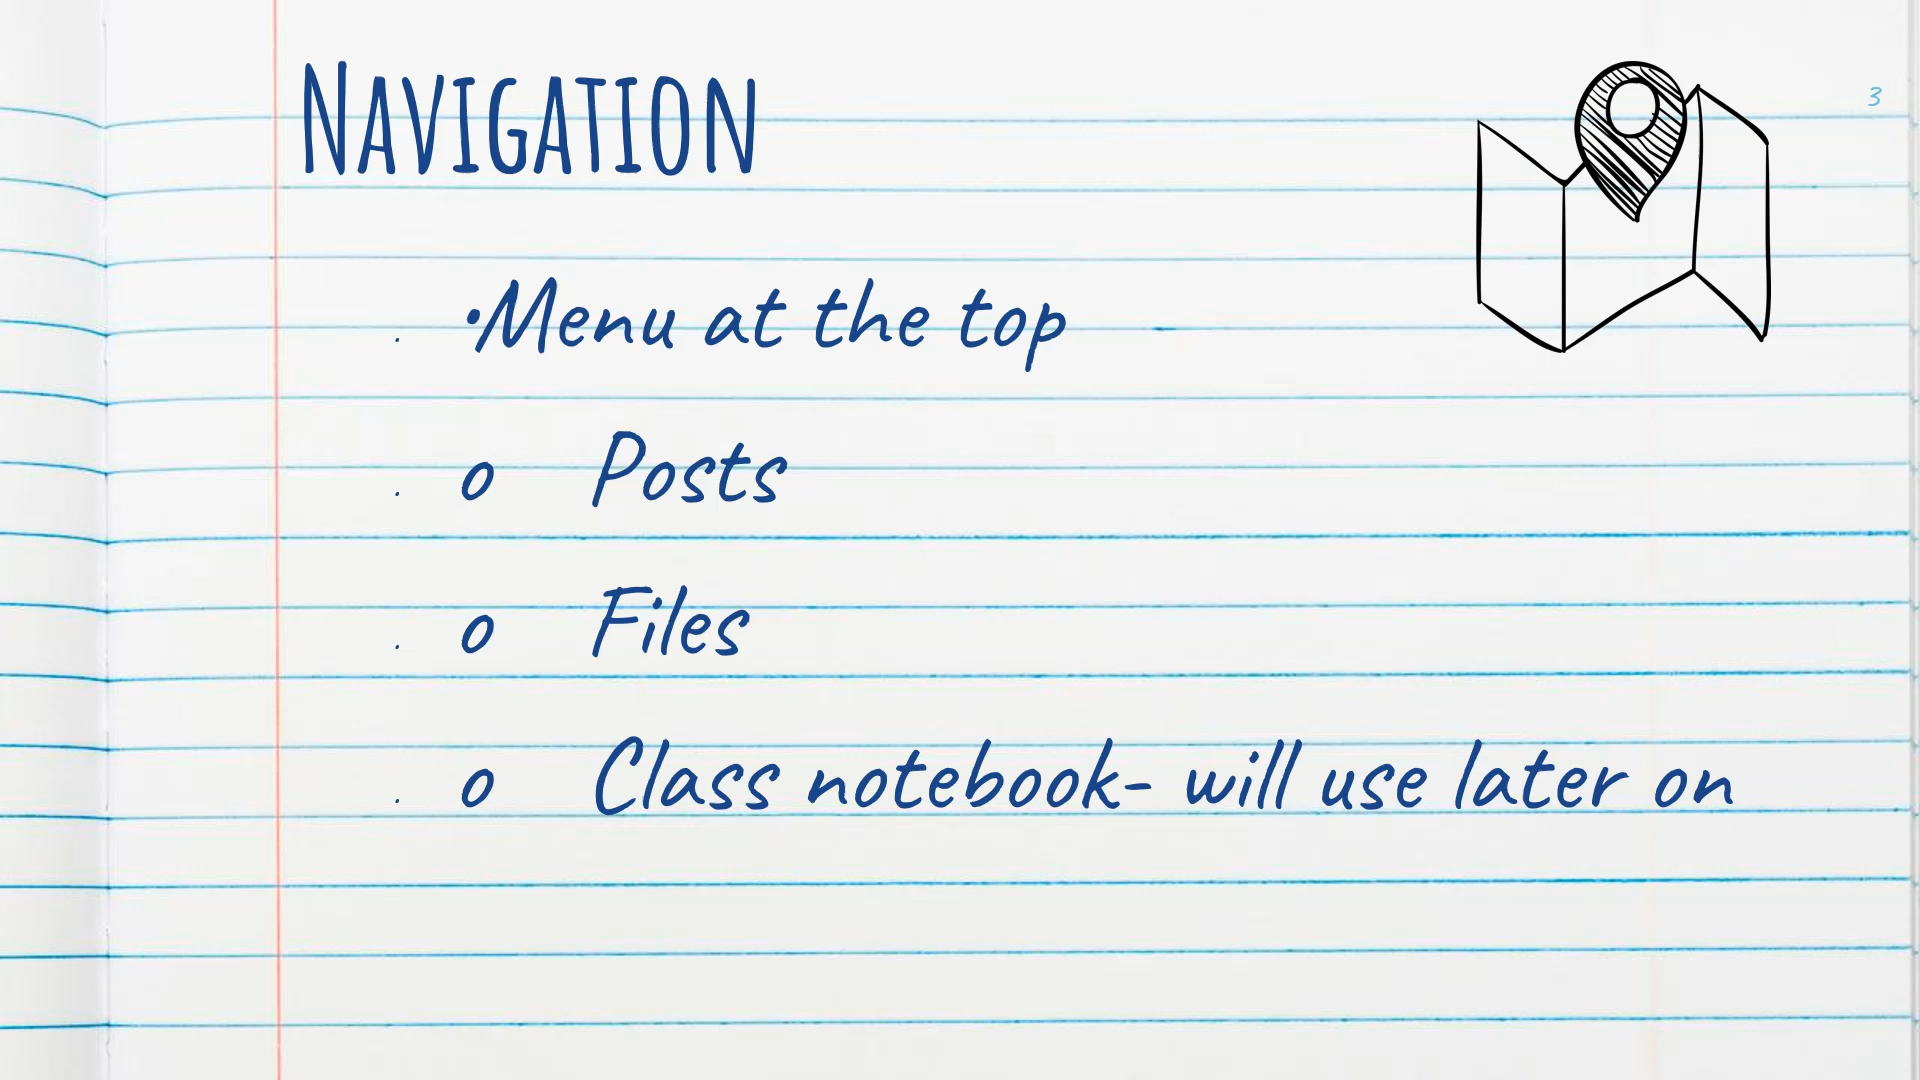 Navigation
3
. •Menu at the top
. o Posts
. o Files
. o Class notebook- will use later on